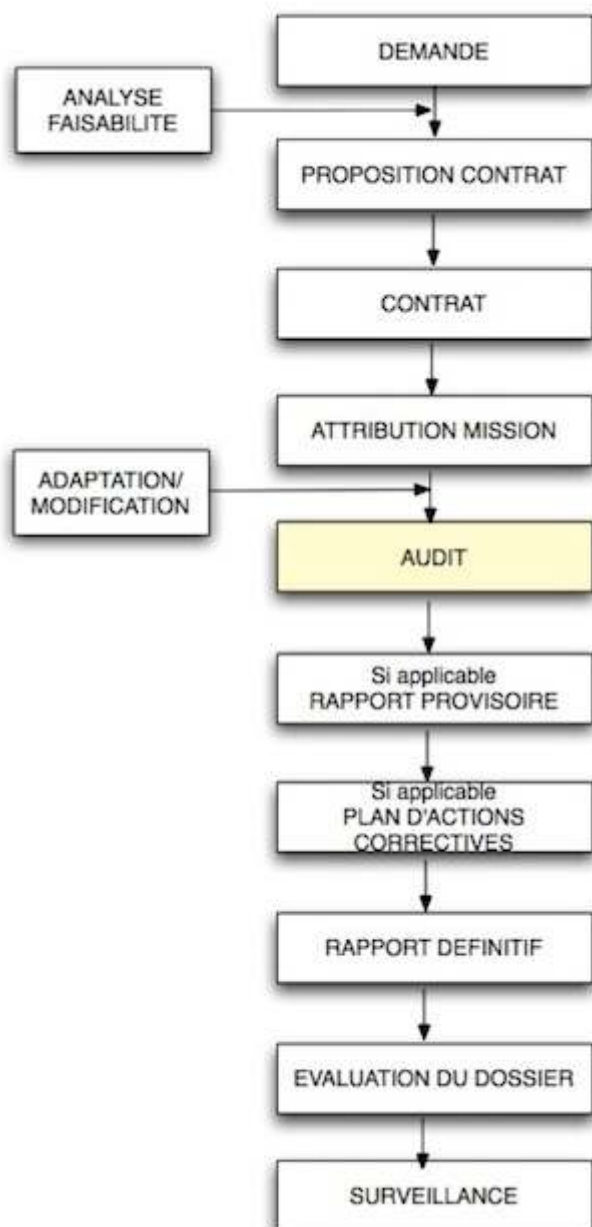 DEMANDE
ANALYSE
FAISABILITE
PROPOSITION CONTRAT
CONTRAT
ATTRIBUTION MISSION
ADAPTATION/
MODIFICATION
AUDIT
Si applicable
RAPPORT PROVISOIRE
Si applicable
PLAN D'ACTIONS
CORRECTIVES
RAPPORT DEFINITIF
EVALUATION DU DOSSIER
SURVEILLANCE